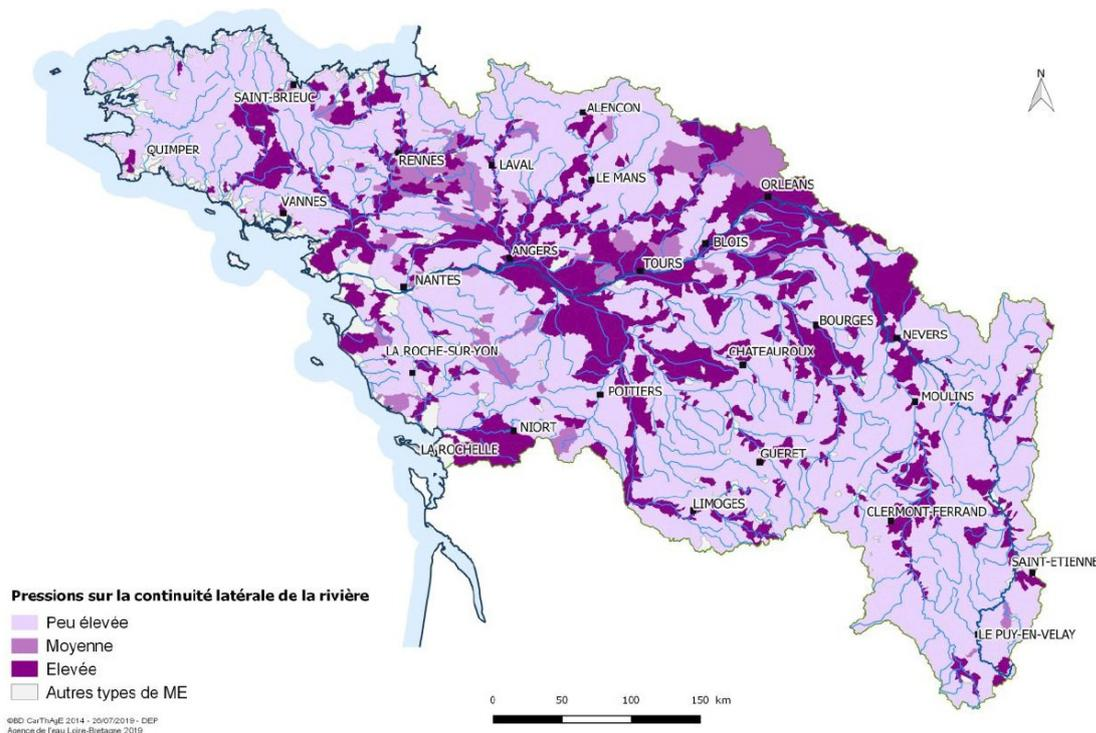 N
ALENCON
SAINT-BRIEUC
QUIMPER
RENNES
LAVAL
LE MANS
ORLEANS
VANNES
BLOIS
ANGERS
TOURS
NANTES
BOURGES
NEVERS
LA ROCHE-SUR-YON
CHATEAUROUX
POITIERS
MOULINS
NIORT
LA ROCHELLE
GUERET
LIMOGES
CLERMONT-FERRAND
SAINT-ETIENNE
LE PUY-EN-VELAY
Pressions sur la continuité latérale de la rivière
Peu élevée
Moyenne
Elevée
Autres types de ME
0 50 100 150 km
©BD CarThAgE 2014 - 26/07/2019 - DEP
Agence de l'eau Loire-Bretagne 2019